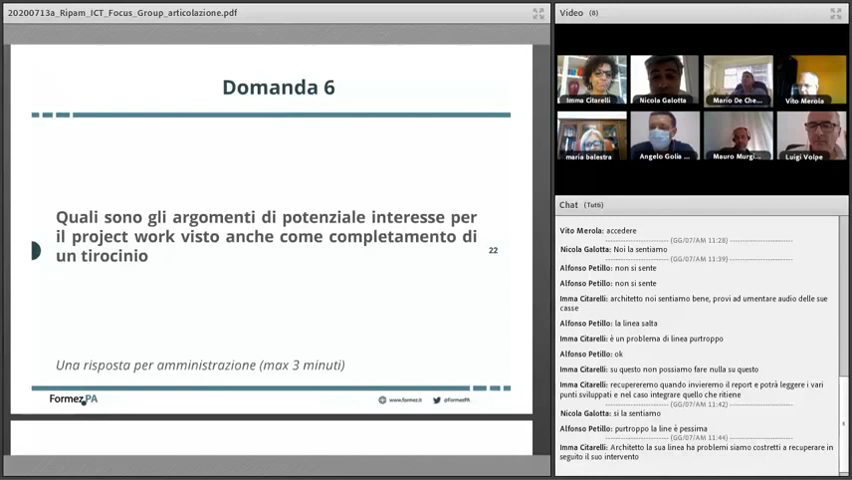 20200713a_Ripam_ICT_Focus_Group_articolazione.pdf
Domanda 6
Quali sono gli argomenti di potenziale interesse per
il project work visto anche come completamento di
un tirocinio
22
Una risposta per amministrazione (max 3 minuti)
FormezPA
www.formez.it
@FormezPA
Video (8)
Imma Citarelli
Nicola Galotta
Mario De Che...
Vito Merola
maria balestra
Angelo Golia ...
Mauro Murgi...
Luigi Volpe
Chat (Tutti)
Vito Merola: accedere
(GG/07/AM 11:28)
Nicola Galotta: Noi la sentiamo
(GG/07/AM 11:39)
Alfonso Petillo: non si sente
Alfonso Petillo: non si sente
Imma Citarelli: architetto noi sentiamo bene, provi ad umentare audio delle sue
casse
Alfonso Petillo: la linea salta
Imma Citarelli: è un problema di linea purtroppo
Alfonso Petillo: ok
Imma Citarelli: su questo non possiamo fare nulla su questo
Imma Citarelli: recupereremo quando invieremo il report e potrà leggere i vari
punti sviluppati e nel caso integrare quello che ritiene
(GG/07/AM 11:42)
Nicola Galotta: si la sentiamo
Alfonso Petillo: purtroppo la line è pessima
(GG/07/AM 11:44)
Imma Citarelli: Architetto la sua linea ha problemi siamo costretti a recuperare in
seguito il suo intervento